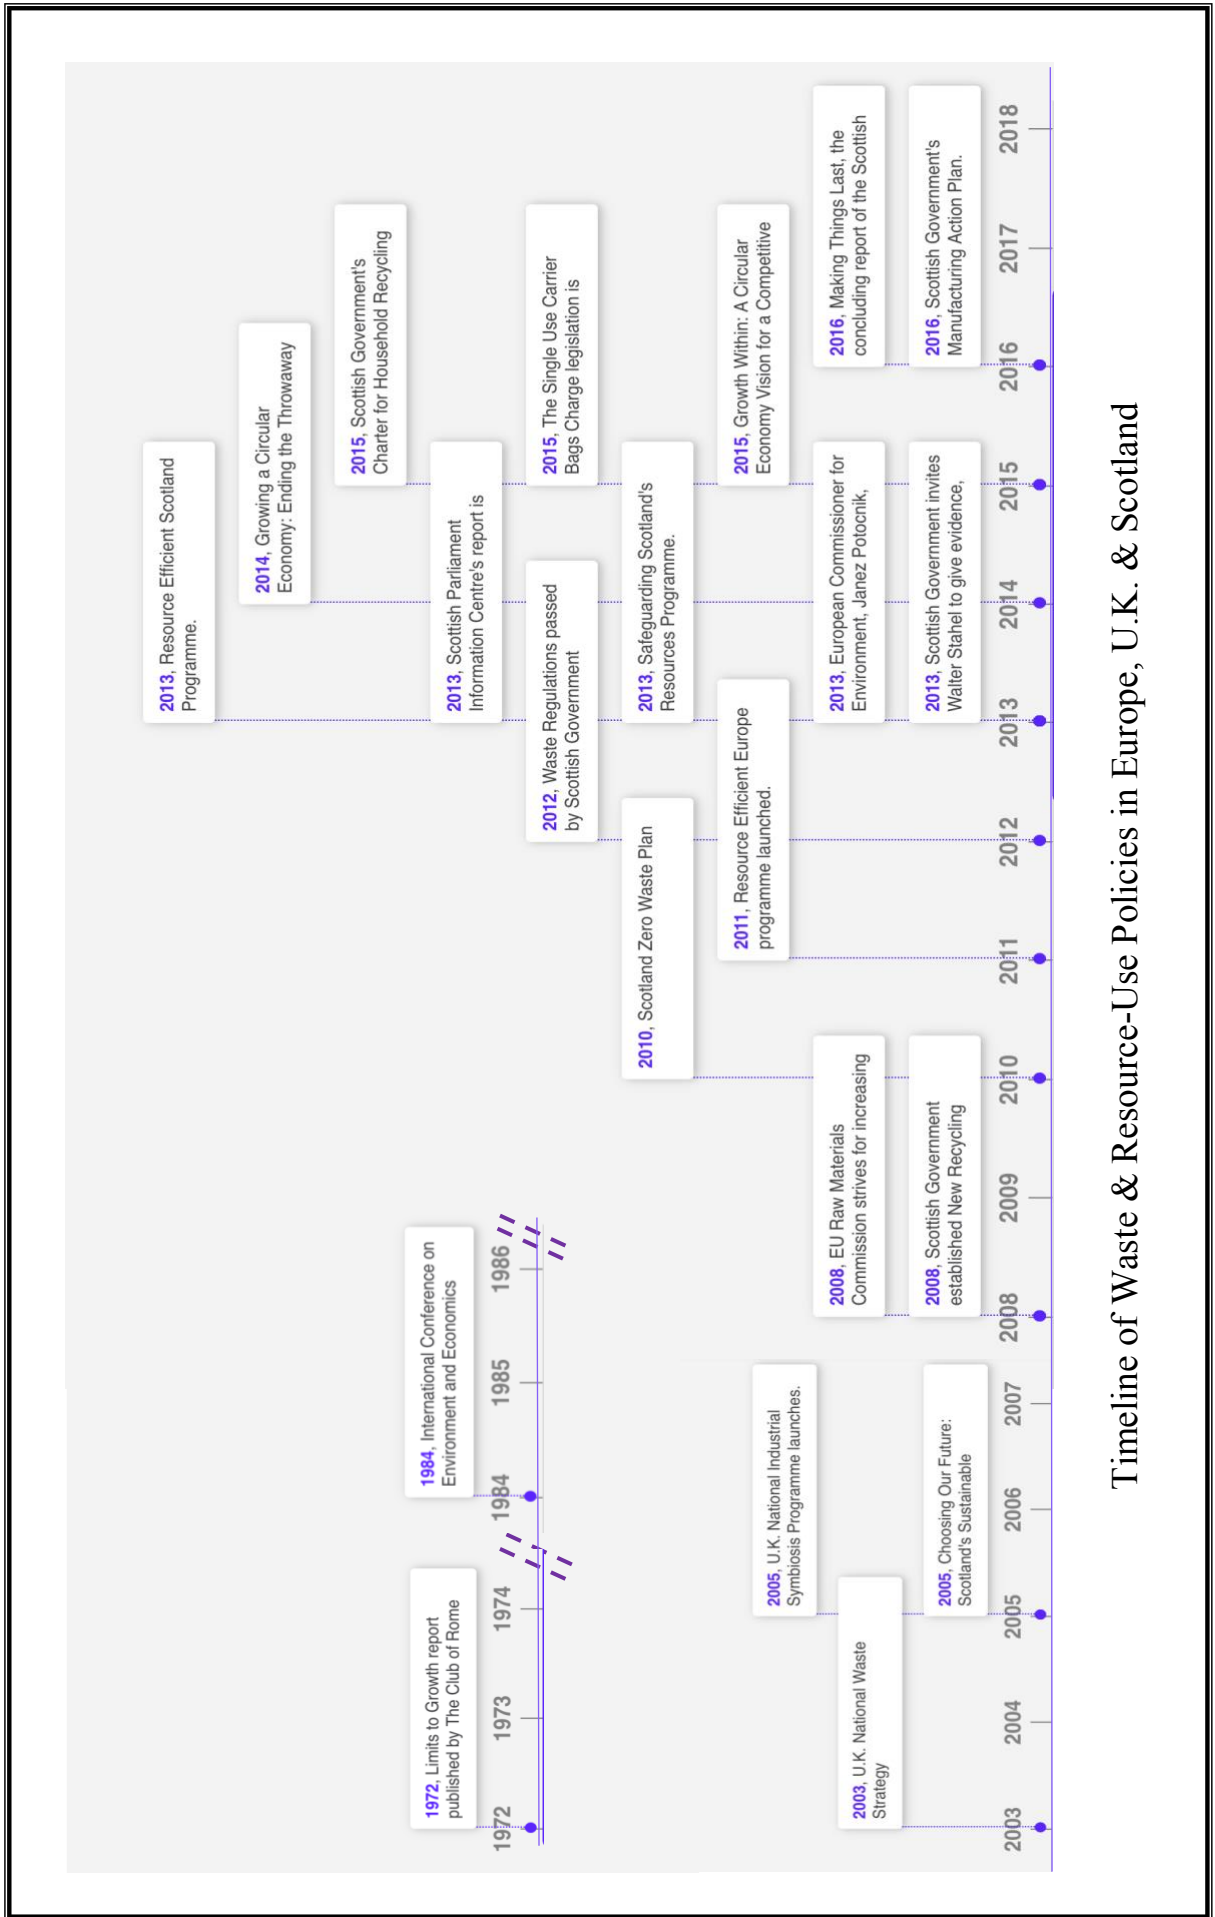 2013, Resource Efficient Scotland
Programme.
2014, Growing a Circular
Economy: Ending the Throwaway
2015, Scottish Government's
Charter for Household Recycling
1972, Limits to Growth report
published by The Club of Rome
1984, International Conference on
Environment and Economics
2013, Scottish Parliament
Information Centre's report is
1972
1973
1974
1984
1985
1986
2012, Waste Regulations passed
by Scottish Government
2015, The Single Use Carrier
Bags Charge legislation is
2010, Scotland Zero Waste Plan
2013, Safeguarding Scotland's
Resources Programme.
2005, U.K. National Industrial
Symbiosis Programme launches.
2011, Resource Efficient Europe
programme launched.
2015, Growth Within: A Circular
Economy Vision for a Competitive
2003, U.K. National Waste
Strategy
2008, EU Raw Materials
Commission strives for increasing
2013, European Commissioner for
Environment, Janez Potocnik,
2016, Making Things Last, the
concluding report of the Scottish
2005, Choosing Our Future:
Scotland's Sustainable
2008, Scottish Government
established New Recycling
2013, Scottish Government invites
Walter Stahel to give evidence,
2016, Scottish Government's
Manufacturing Action Plan.
2003
2004
2005
2006
2007
2008
2009
2010
2011
2012
2013
2014
2015
2016
2017
2018
Timeline of Waste & Resource-Use Policies in Europe, U.K. & Scotland